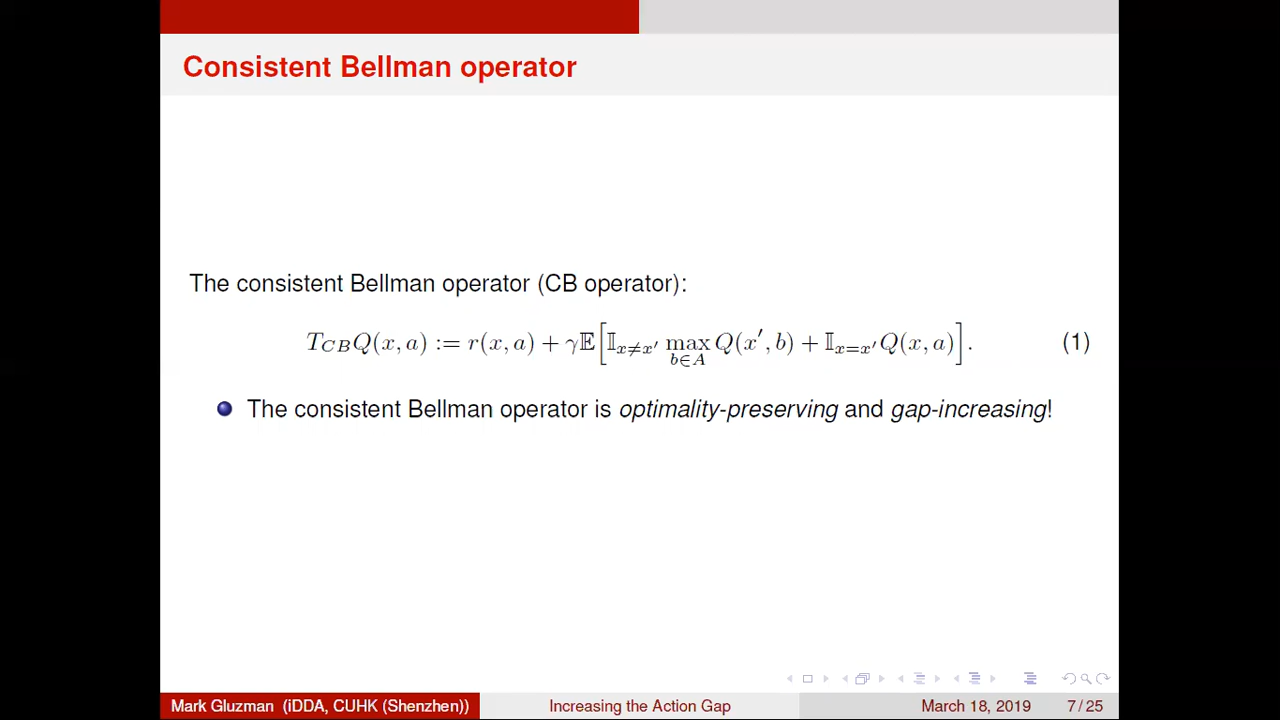 Consistent Bellman operator
The consistent Bellman operator (CB operator):
T_{CB}Q(x, a) := r(x, a) + γ𝔼[𝕀_{x≠x′} max_{b∈A} Q(x′, b) + 𝕀_{x=x′}Q(x, a)]. (1)
The consistent Bellman operator is optimality-preserving and gap-increasing!
Mark Gluzman (iDDA, CUHK (Shenzhen)) Increasing the Action Gap March 18, 2019 7 / 25